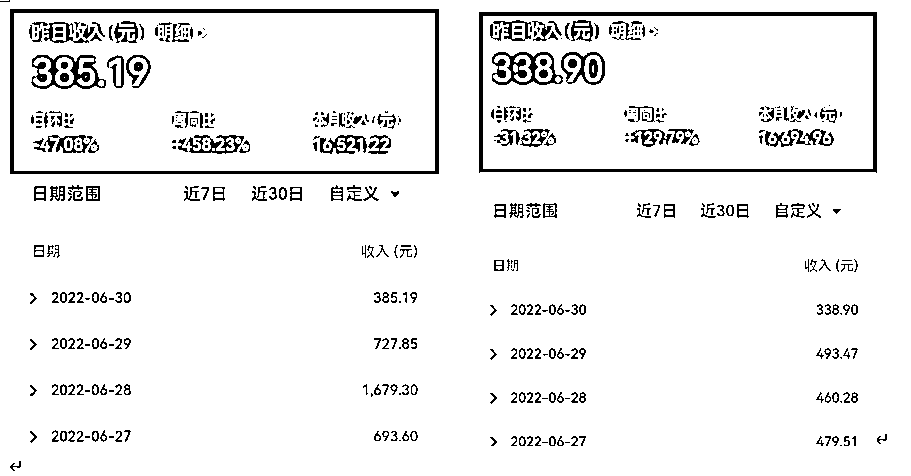 昨日收入(元) 明细>
385.19
日环比 周同比 本月收入(元)
-47.08% +458.23% 16,521.22
日期范围 近7日 近30日 自定义
日期 收入(元)
2022-06-30 385.19
2022-06-29 727.85
2022-06-28 1,679.30
2022-06-27 693.60
昨日收入(元) 明细>
338.90
日环比 周同比 本月收入(元)
-31.32% +129.79% 16,694.96
日期范围 近7日 近30日 自定义
日期 收入(元)
2022-06-30 338.90
2022-06-29 493.47
2022-06-28 460.28
2022-06-27 479.51